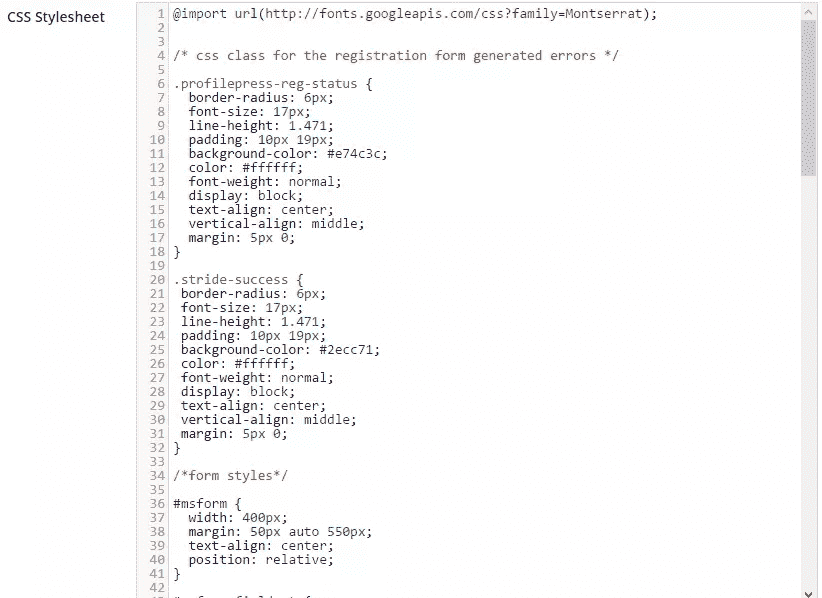 CSS Stylesheet
1 @import url(http://fonts.googleapis.com/css?family=Montserrat);
2
3
4 /* css class for the registration form generated errors */
5
6 .profilepress-reg-status {
7 border-radius: 6px;
8 font-size: 17px;
9 line-height: 1.471;
10 padding: 10px 19px;
11 background-color: #e74c3c;
12 color: #ffffff;
13 font-weight: normal;
14 display: block;
15 text-align: center;
16 vertical-align: middle;
17 margin: 5px 0;
18 }
19
20 .stride-success {
21 border-radius: 6px;
22 font-size: 17px;
23 line-height: 1.471;
24 padding: 10px 19px;
25 background-color: #2ecc71;
26 color: #ffffff;
27 font-weight: normal;
28 display: block;
29 text-align: center;
30 vertical-align: middle;
31 margin: 5px 0;
32 }
33
34 /*form styles*/
35
36 #msform {
37 width: 400px;
38 margin: 50px auto 550px;
39 text-align: center;
40 position: relative;
41 }
42